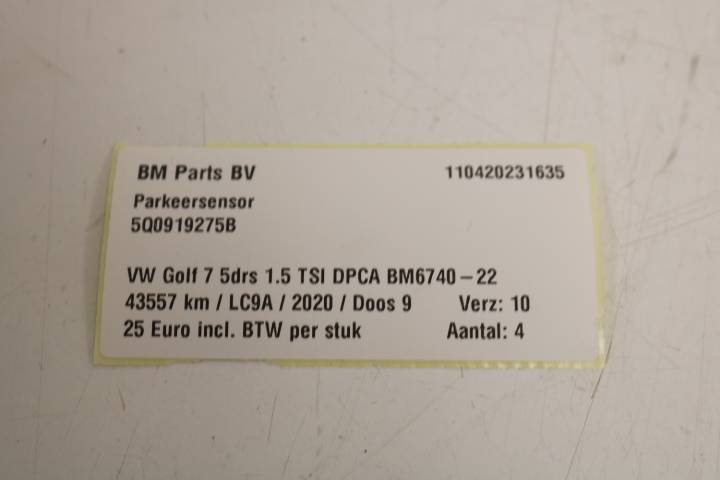 BM Parts BV 110420231635
Parkeersensor
5Q0919275B
VW Golf 7 5drs 1.5 TSI DPCA BM6740-22
43557 km / LC9A / 2020 / Doos 9 Verz: 10
25 Euro incl. BTW per stuk Aantal: 4